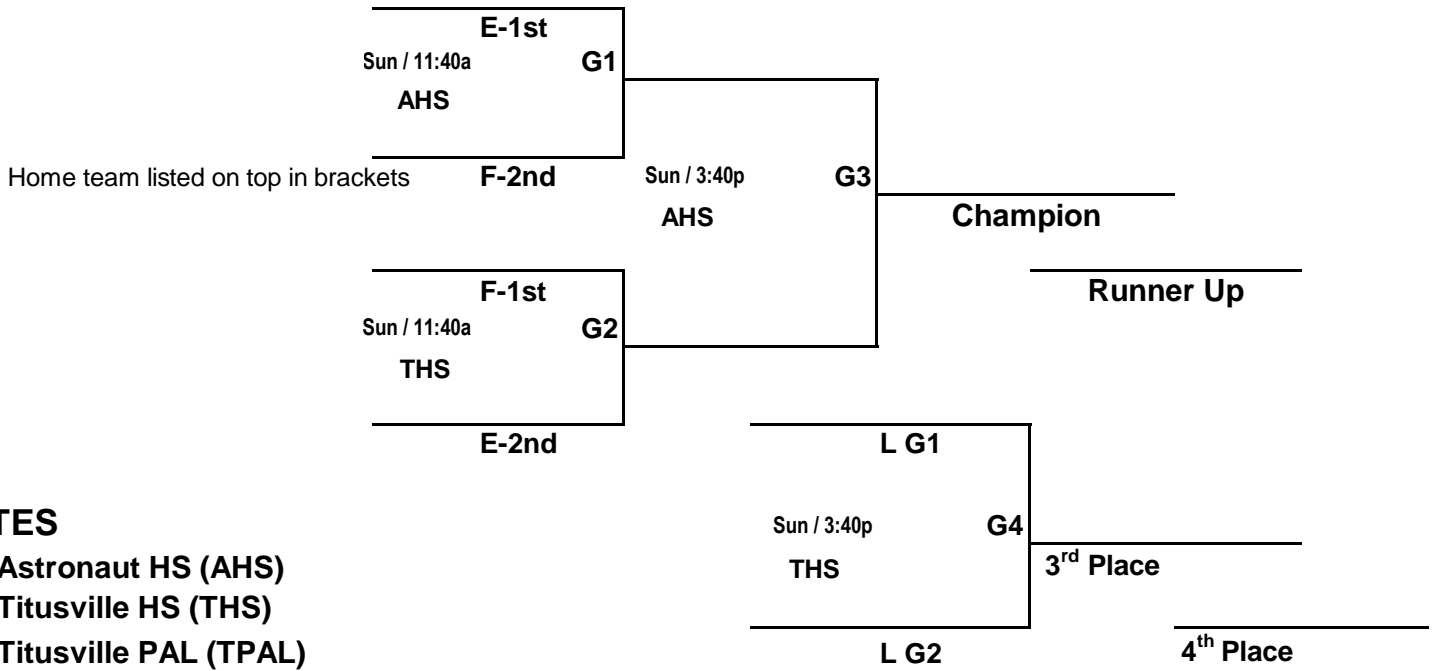 E-1st
Sun / 11:40a G1
AHS
Home team listed on top in brackets F-2nd Sun / 3:40p G3
AHS Champion
F-1st Runner Up
Sun / 11:40a G2
THS
E-2nd L G1
TES Sun / 3:40p G4
Astronaut HS (AHS) THS 3rd Place
Titusville HS (THS)
Titusville PAL (TPAL) L G2 4th Place